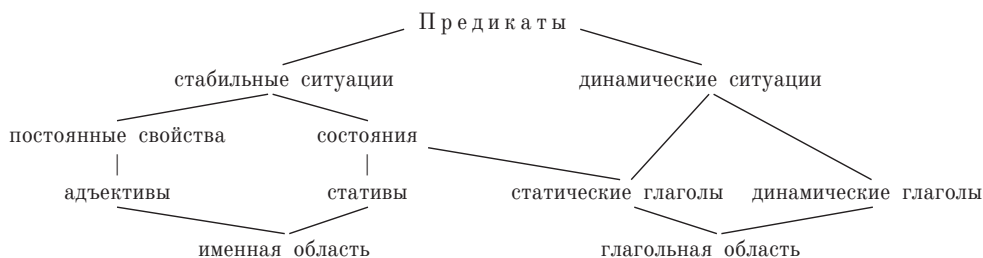 Предикаты
стабильные ситуации динамические ситуации
постоянные свойства состояния
адъективы стативы статические глаголы динамические глаголы
именная область глагольная область